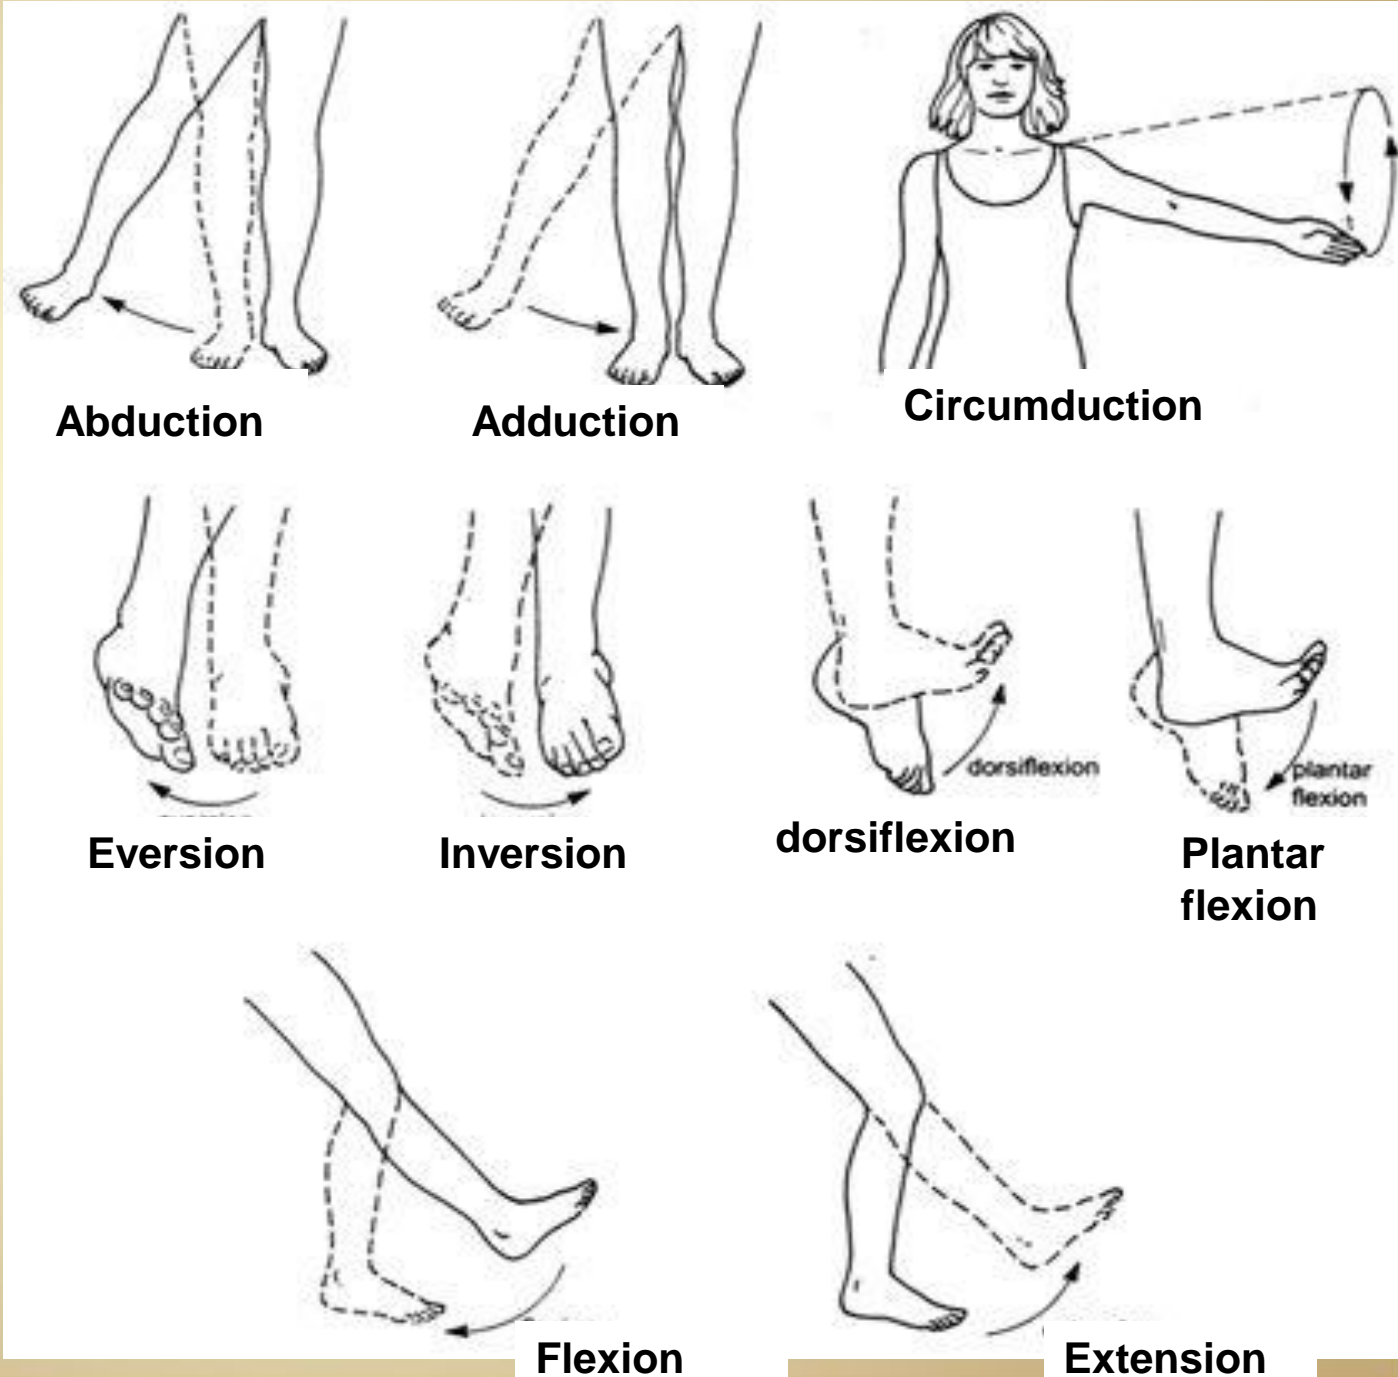 Abduction
Adduction
Circumduction
dorsiflexion
plantar
flexion
Eversion
Inversion
dorsiflexion
Plantar
flexion
Flexion
Extension